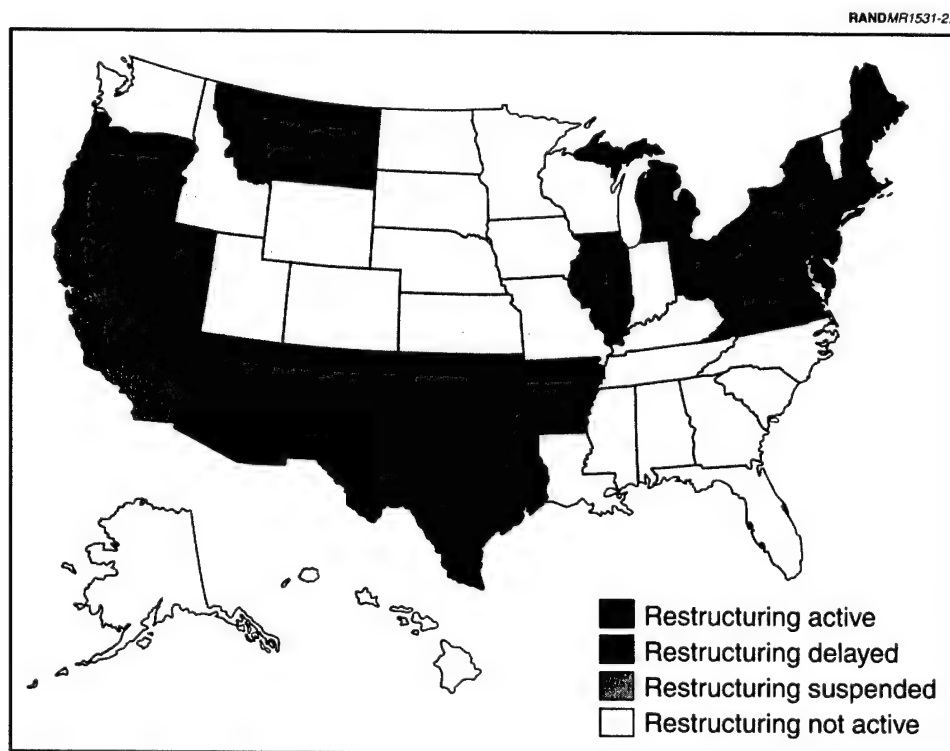 RANDMR1531-2.
Restructuring active
Restructuring delayed
Restructuring suspended
Restructuring not active